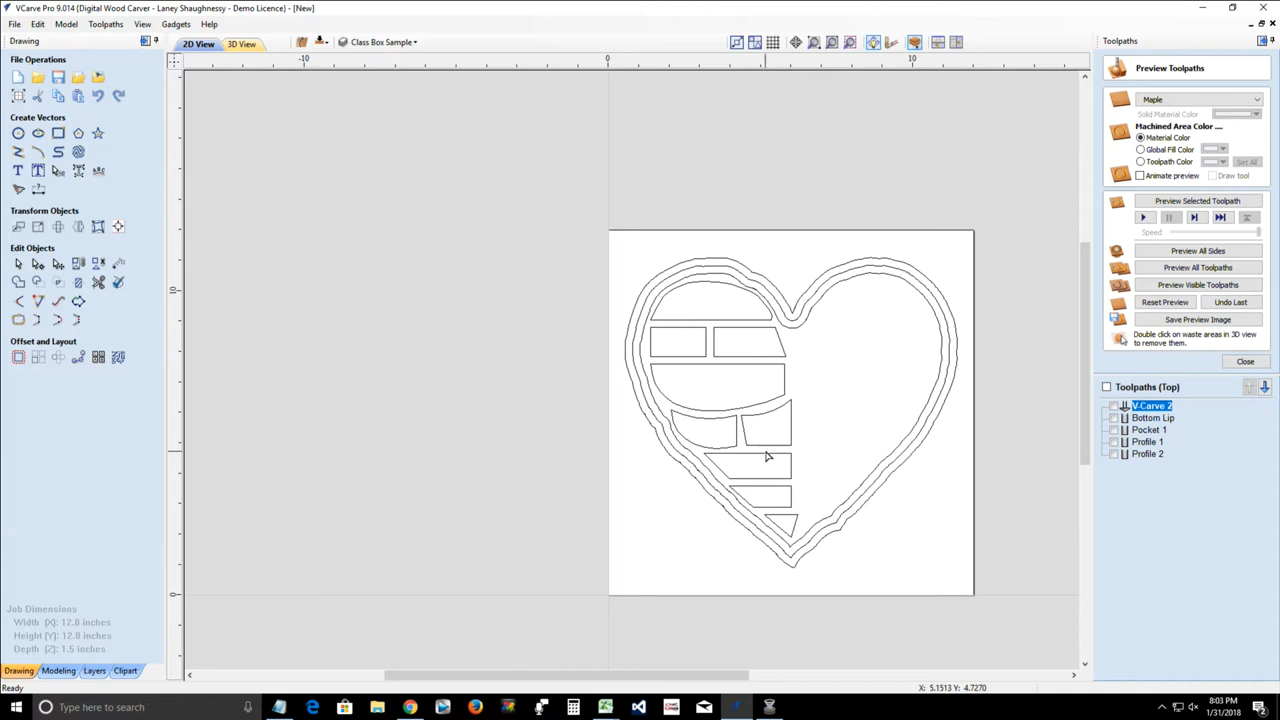 VCarve Pro 9.014 (Digital Wood Carver - Laney Shaughnessy - Demo Licence) - [New]
File Edit Model Toolpaths View Gadgets Help
Drawing
2D View 3D View
Class Box Sample
Toolpaths
File Operations
-10 0 10
Create Vectors
Transform Objects
Edit Objects
10
Offset and Layout
0
Job Dimensions
Width (X): 12.0 inches
Height (Y): 12.0 inches
Depth (Z): 1.5 inches
Drawing Modeling Layers Clipart
Ready
X: 5.1513 Y: 4.7270
Preview Toolpaths
Maple
Solid Material Color
Machined Area Color ....
Material Color
Global Fill Color
Toolpath Color
Set All
Animate preview
Draw tool
Preview Selected Toolpath
Speed
Preview All Sides
Preview All Toolpaths
Preview Visible Toolpaths
Reset Preview
Undo Last
Save Preview Image
Double click on waste areas in 3D view
to remove them.
Close
Toolpaths (Top)
V-Carve 2
Bottom Lip
Pocket 1
Profile 1
Profile 2
Type here to search
8:03 PM
1/31/2018